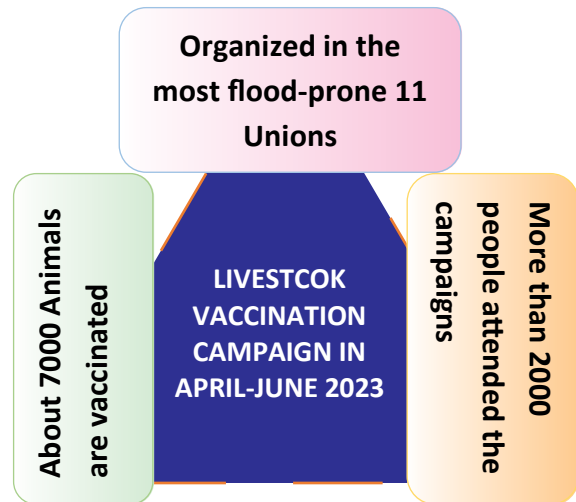 Organized in the
most flood-prone 11
Unions
About 7000 Animals
are vaccinated
LIVESTCOK
VACCINATION
CAMPAIGN IN
APRIL-JUNE 2023
More than 2000
people attended the
campaigns